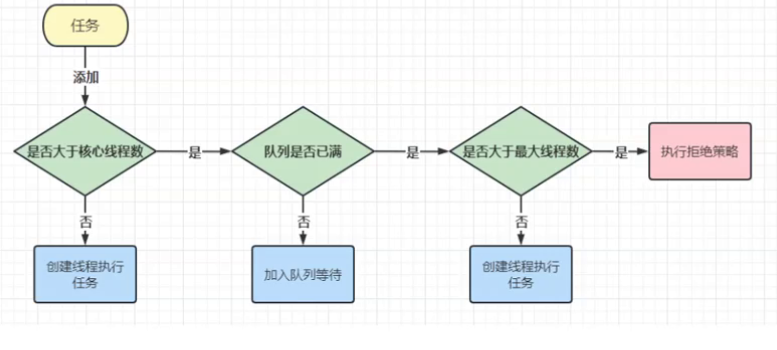 任务
添加
是否大于核心线程数
是
队列是否已满
是
是否大于最大线程数
是
执行拒绝策略
否
否
否
创建线程执行
任务
加入队列等待
创建线程执行
任务